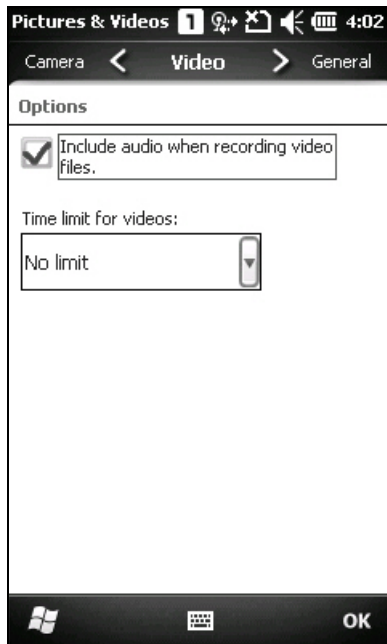 Pictures & Videos 1 4:02
Camera < Video > General
Options
Include audio when recording video
files.
Time limit for videos:
No limit
OK